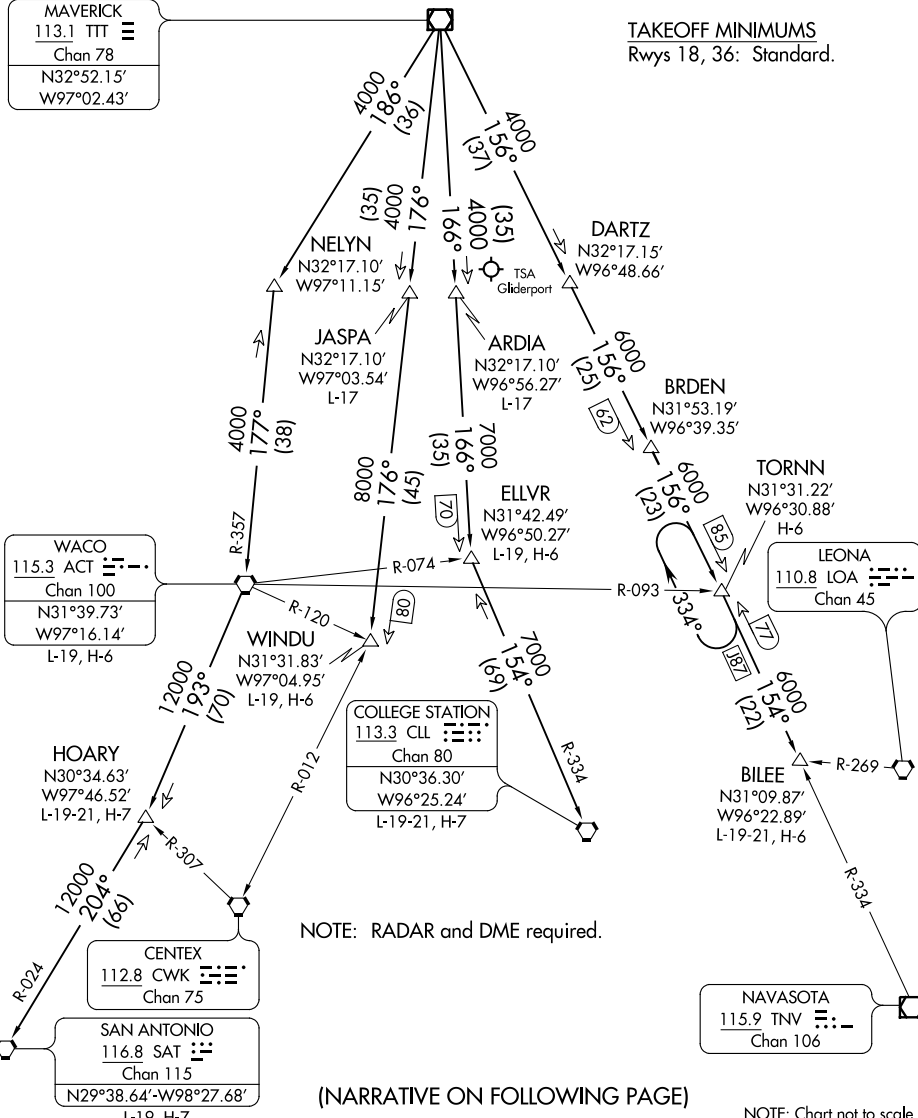 MAVERICK
113.1 TTT
Chan 78
N32°52.15'
W97°02.43'
TAKEOFF MINIMUMS
Rwys 18, 36: Standard.
4000
186°
(36)
(35)
4000
176°
(35)
4000
166°
4000
156°
(37)
NELYN
N32°17.10'
W97°11.15'
JASPA
N32°17.10'
W97°03.54'
L-17
TSA
Gliderport
ARDIA
N32°17.10'
W96°56.27'
L-17
DARTZ
N32°17.15'
W96°48.66'
4000
177°
(38)
R-357
8000
176°
(45)
80
7000
166°
(35)
70
6000
156°
(25)
62
BRDEN
N31°53.19'
W96°39.35'
6000
156°
(23)
85
TORNN
N31°31.22'
W96°30.88'
H-6
ELLVR
N31°42.49'
W96°50.27'
L-19, H-6
WACO
115.3 ACT
Chan 100
N31°39.73'
W97°16.14'
L-19, H-6
R-074
R-093
R-120
LEONA
110.8 LOA
Chan 45
334°
77
J87
WINDU
N31°31.83'
W97°04.95'
L-19, H-6
12000
193°
(70)
7000
154°
(69)
R-334
6000
154°
(22)
COLLEGE STATION
113.3 CLL
Chan 80
N30°36.30'
W96°25.24'
L-19-21, H-7
HOARY
N30°34.63'
W97°46.52'
L-19-21, H-7
R-012
R-307
BILEE
N31°09.87'
W96°22.89'
L-19-21, H-6
R-269
R-334
12000
204°
(66)
R-024
NOTE: RADAR and DME required.
CENTEX
112.8 CWK
Chan 75
NAVASOTA
115.9 TNV
Chan 106
SAN ANTONIO
116.8 SAT
Chan 115
N29°38.64'-W98°27.68'
L-19, H-7
(NARRATIVE ON FOLLOWING PAGE)
NOTE: Chart not to scale